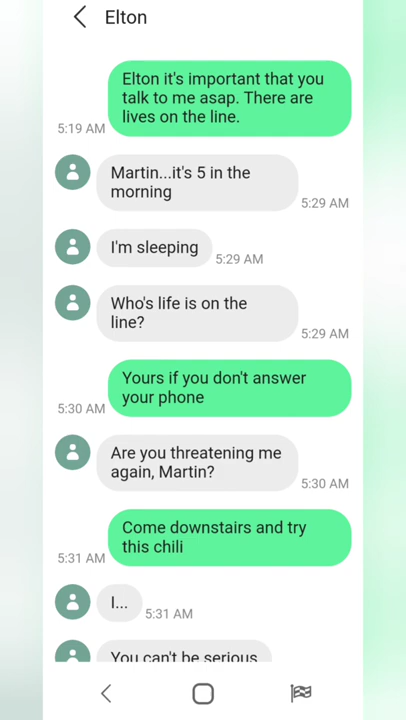 Elton
Elton it's important that you
talk to me asap. There are
lives on the line.
5:19 AM
Martin...it's 5 in the
morning
5:29 AM
I'm sleeping
5:29 AM
Who's life is on the
line?
5:29 AM
Yours if you don't answer
your phone
5:30 AM
Are you threatening me
again, Martin?
5:30 AM
Come downstairs and try
this chili
5:31 AM
I...
5:31 AM
You can't be serious